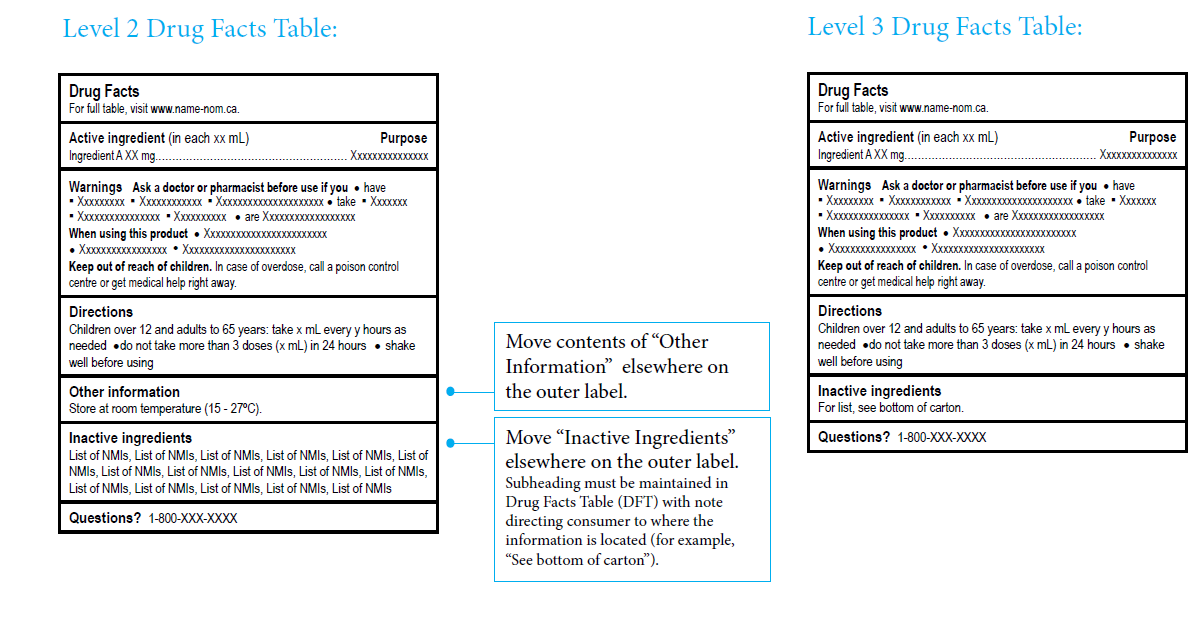 Level 2 Drug Facts Table:
Drug Facts
For full table, visit www.name-nom.ca.
Active ingredient (in each xx mL) Purpose
Ingredient A XX mg.......................................................... Xxxxxxxxxxxxxxx
Warnings Ask a doctor or pharmacist before use if you ● have
▪ Xxxxxxxxx ▪ Xxxxxxxxxxxx ▪ Xxxxxxxxxxxxxxxxxxxxx ● take ▪ Xxxxxxx
▪ Xxxxxxxxxxxxxxxx ▪ Xxxxxxxxxx ● are Xxxxxxxxxxxxxxxxxx
When using this product ● Xxxxxxxxxxxxxxxxxxxxxxxx
● Xxxxxxxxxxxxxxxxx • Xxxxxxxxxxxxxxxxxxxxxx
Keep out of reach of children. In case of overdose, call a poison control
centre or get medical help right away.
Directions
Children over 12 and adults to 65 years: take x mL every y hours as
needed ●do not take more than 3 doses (x mL) in 24 hours ● shake
well before using
Other information
Store at room temperature (15 - 27ºC).
Inactive ingredients
List of NMIs, List of NMIs, List of NMIs, List of NMIs, List of NMIs, List of
NMIs, List of NMIs, List of NMIs, List of NMIs, List of NMIs, List of NMIs,
List of NMIs, List of NMIs, List of NMIs, List of NMIs, List of NMIs
Questions? 1-800-XXX-XXXX
Move contents of “Other
Information” elsewhere on
the outer label.
Move “Inactive Ingredients”
elsewhere on the outer label.
Subheading must be maintained in
Drug Facts Table (DFT) with note
directing consumer to where the
information is located (for example,
“See bottom of carton”).
Level 3 Drug Facts Table:
Drug Facts
For full table, visit www.name-nom.ca.
Active ingredient (in each xx mL) Purpose
Ingredient A XX mg.......................................................... Xxxxxxxxxxxxxxx
Warnings Ask a doctor or pharmacist before use if you ● have
▪ Xxxxxxxxx ▪ Xxxxxxxxxxxx ▪ Xxxxxxxxxxxxxxxxxxxxx ● take ▪ Xxxxxxx
▪ Xxxxxxxxxxxxxxxx ▪ Xxxxxxxxxx ● are Xxxxxxxxxxxxxxxxxx
When using this product ● Xxxxxxxxxxxxxxxxxxxxxxxx
● Xxxxxxxxxxxxxxxxx • Xxxxxxxxxxxxxxxxxxxxxx
Keep out of reach of children. In case of overdose, call a poison control
centre or get medical help right away.
Directions
Children over 12 and adults to 65 years: take x mL every y hours as
needed ●do not take more than 3 doses (x mL) in 24 hours ● shake
well before using
Inactive ingredients
For list, see bottom of carton.
Questions? 1-800-XXX-XXXX